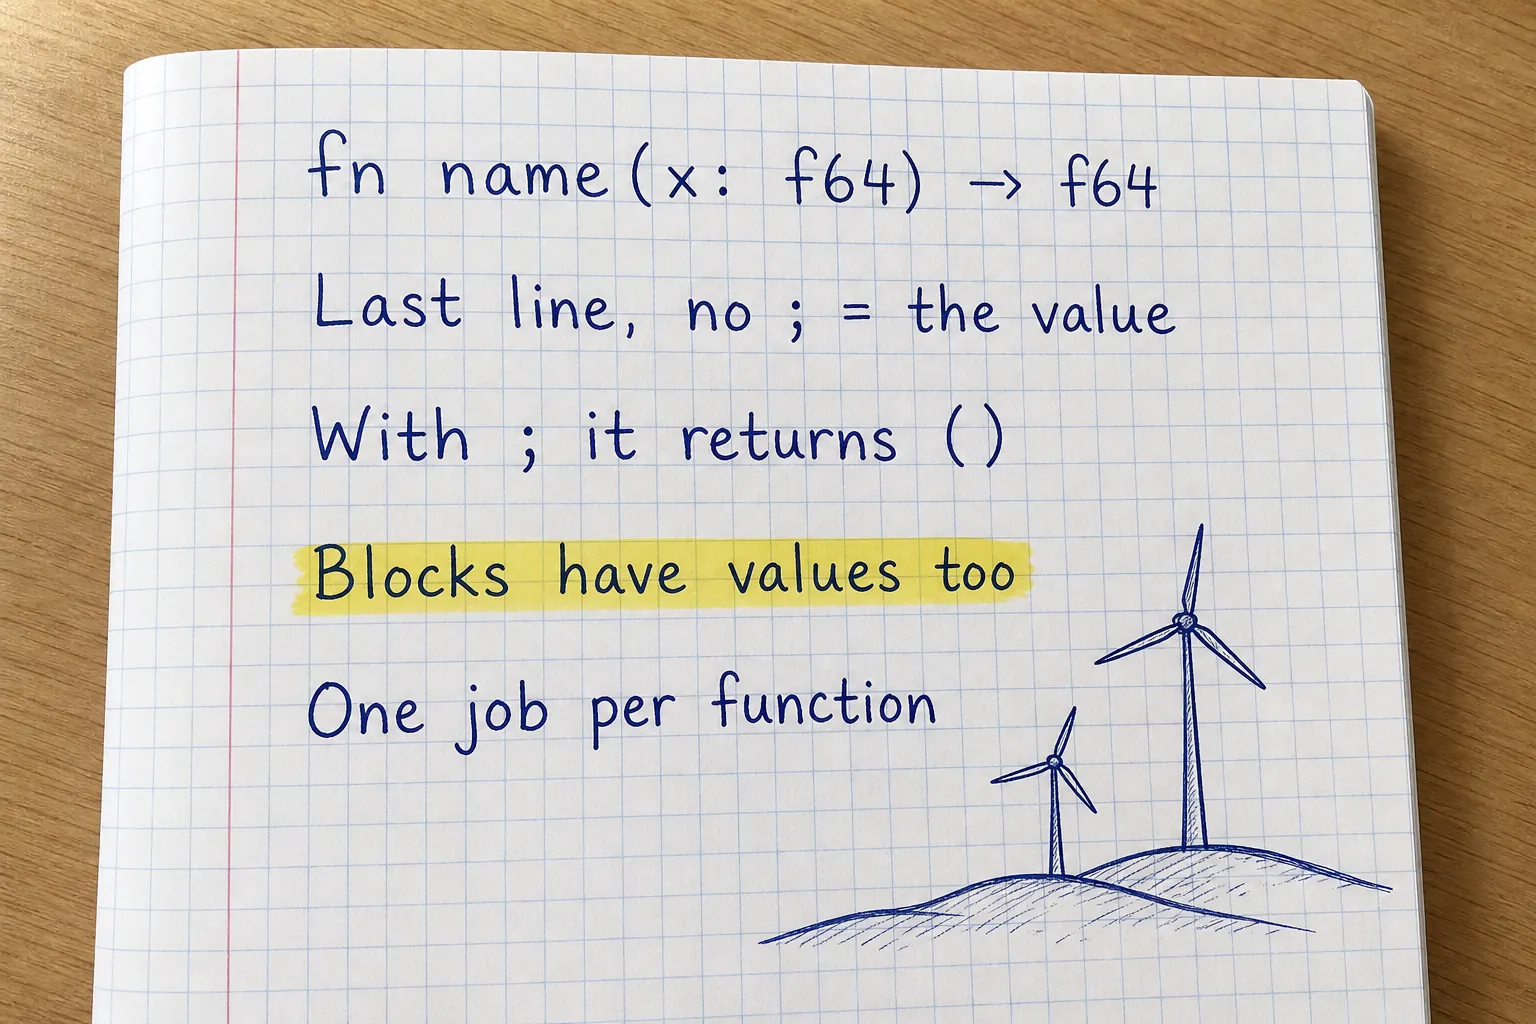 fn name(x: f64) → f64
Last line, no ; = the value
With ; it returns ()
Blocks have values too
One job per function